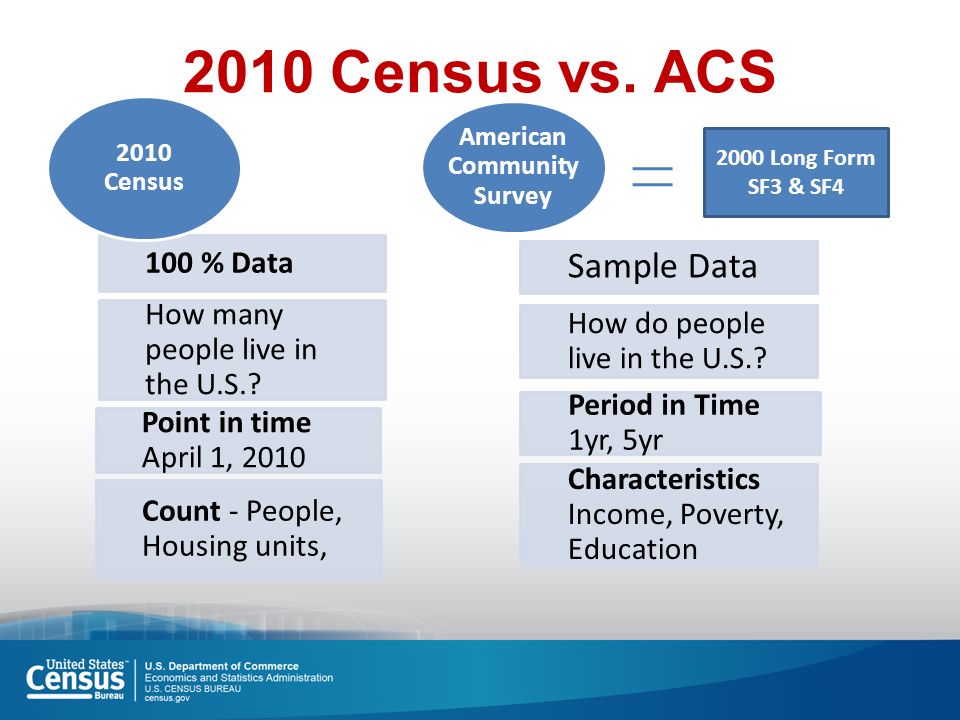 2010 Census vs. ACS
2010
Census
100 % Data
How many
people live in
the U.S.?
Point in time
April 1, 2010
Count - People,
Housing units,
American
Community
Survey
=
2000 Long Form
SF3 & SF4
Sample Data
How do people
live in the U.S.?
Period in Time
1yr, 5yr
Characteristics
Income, Poverty,
Education
United States™
Census
Bureau
U.S. Department of Commerce
Economics and Statistics Administration
U.S. CENSUS BUREAU
census.gov